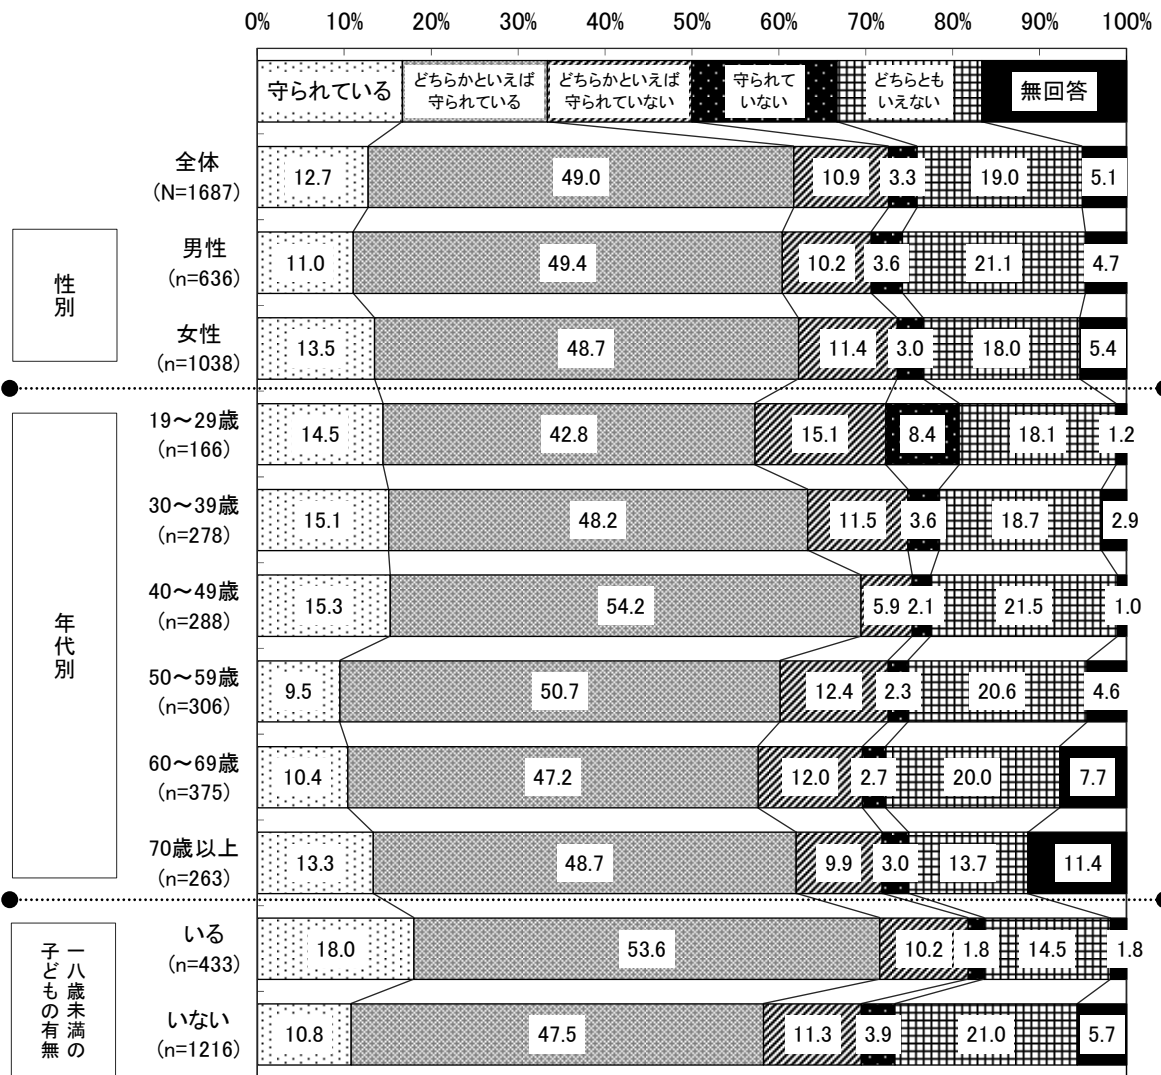 0% 10% 20% 30% 40% 50% 60% 70% 80% 90% 100%
守られている
どちらかといえば
守られている
どちらかといえば
守られていない
守られて
いない
どちらとも
いえない
無回答
全体
(N=1687)
12.7 49.0 10.9 3.3 19.0 5.1
性別
男性
(n=636)
11.0 49.4 10.2 3.6 21.1 4.7
女性
(n=1038)
13.5 48.7 11.4 3.0 18.0 5.4
年代別
19～29歳
(n=166)
14.5 42.8 15.1 8.4 18.1 1.2
30～39歳
(n=278)
15.1 48.2 11.5 3.6 18.7 2.9
40～49歳
(n=288)
15.3 54.2 5.9 2.1 21.5 1.0
50～59歳
(n=306)
9.5 50.7 12.4 2.3 20.6 4.6
60～69歳
(n=375)
10.4 47.2 12.0 2.7 20.0 7.7
70歳以上
(n=263)
13.3 48.7 9.9 3.0 13.7 11.4
一八歳未満の
子どもの有無
いる
(n=433)
18.0 53.6 10.2 1.8 14.5 1.8
いない
(n=1216)
10.8 47.5 11.3 3.9 21.0 5.7